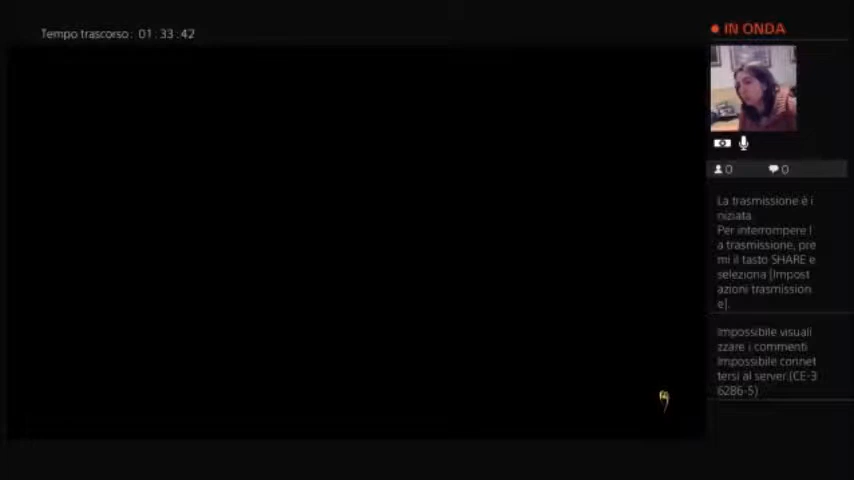 Tempo trascorso: 01:33:42
IN ONDA
0 0
La trasmissione è i
niziata.
Per interrompere l
a trasmissione, pre
mi il tasto SHARE e
seleziona [Impost
azioni trasmission
e].
Impossibile visuali
zzare i commenti.
Impossibile connet
tersi al server.(CE-3
6286-5)